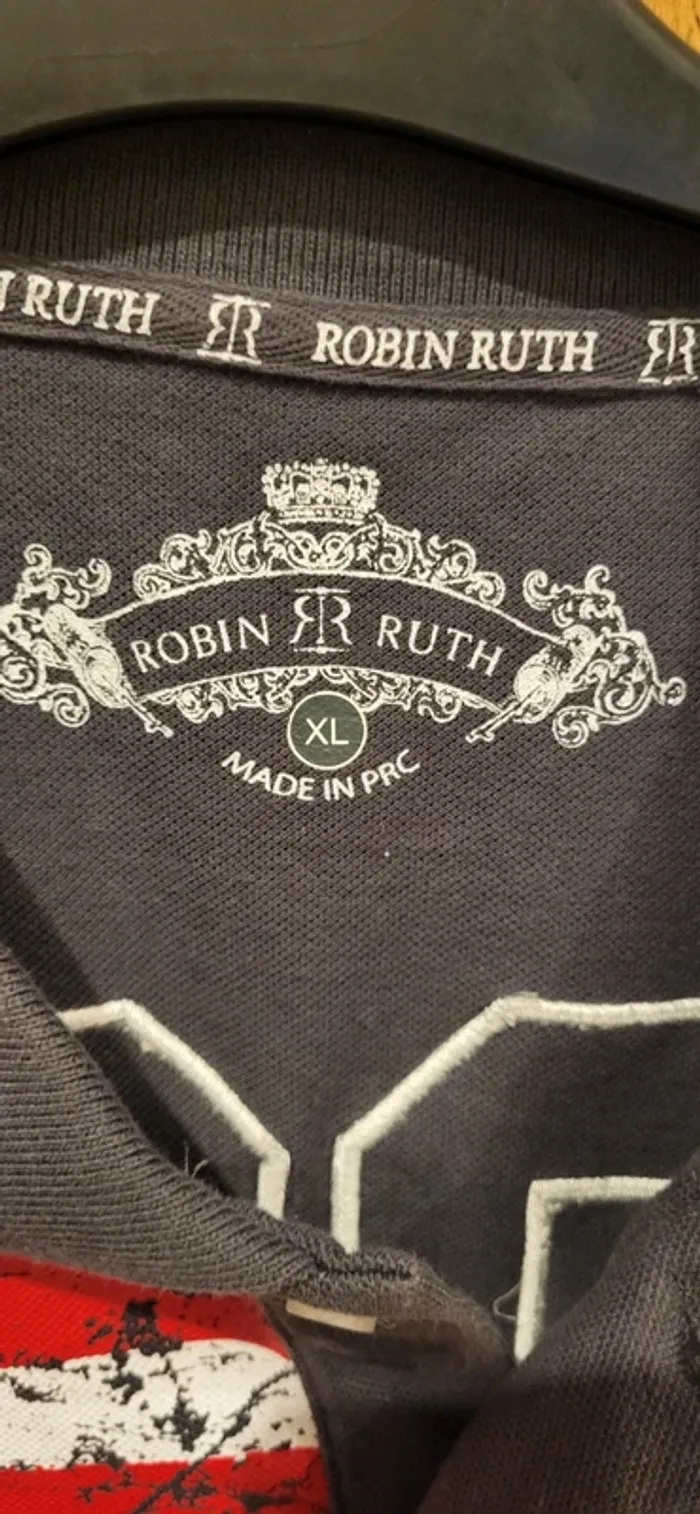 RUTH RR ROBIN RUTH RR
ROBIN RR RUTH
XL
MADE IN PRC